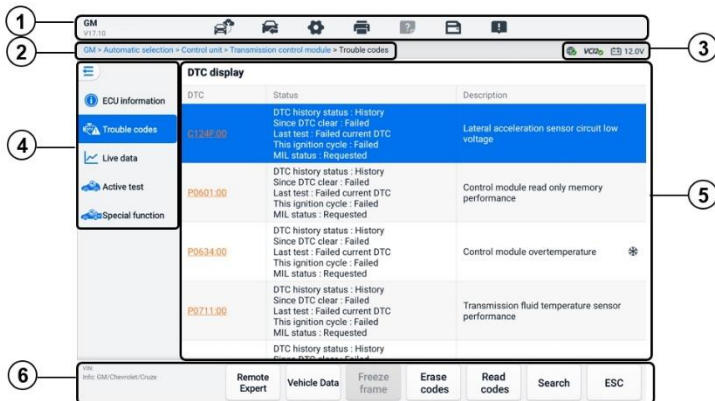 1
GM
V17.10
2
GM > Automatic selection > Control unit > Transmission control module > Trouble codes
VCI
12.0V
3
DTC display
4
ECU information
Trouble codes
Live data
Active test
Special function
DTC
Status
Description
C124F:00
DTC history status : History
Since DTC clear : Failed
Last test : Failed current DTC
This ignition cycle : Failed
MIL status : Requested
Lateral acceleration sensor circuit low
voltage
5
P0601:00
DTC history status : History
Since DTC clear : Failed
Last test : Failed current DTC
This ignition cycle : Failed
MIL status : Requested
Control module read only memory
performance
P0634:00
DTC history status : History
Since DTC clear : Failed
Last test : Failed current DTC
This ignition cycle : Failed
MIL status : Requested
Control module overtemperature
P0711:00
DTC history status : History
Since DTC clear : Failed
Last test : Failed current DTC
This ignition cycle : Failed
MIL status : Requested
Transmission fluid temperature sensor
performance
DTC history status : History
Since DTC clear : Failed
6
VIN:
Info: GM/Chevrolet/Cruze
Remote
Expert
Vehicle Data
Freeze
frame
Erase
codes
Read
codes
Search
ESC